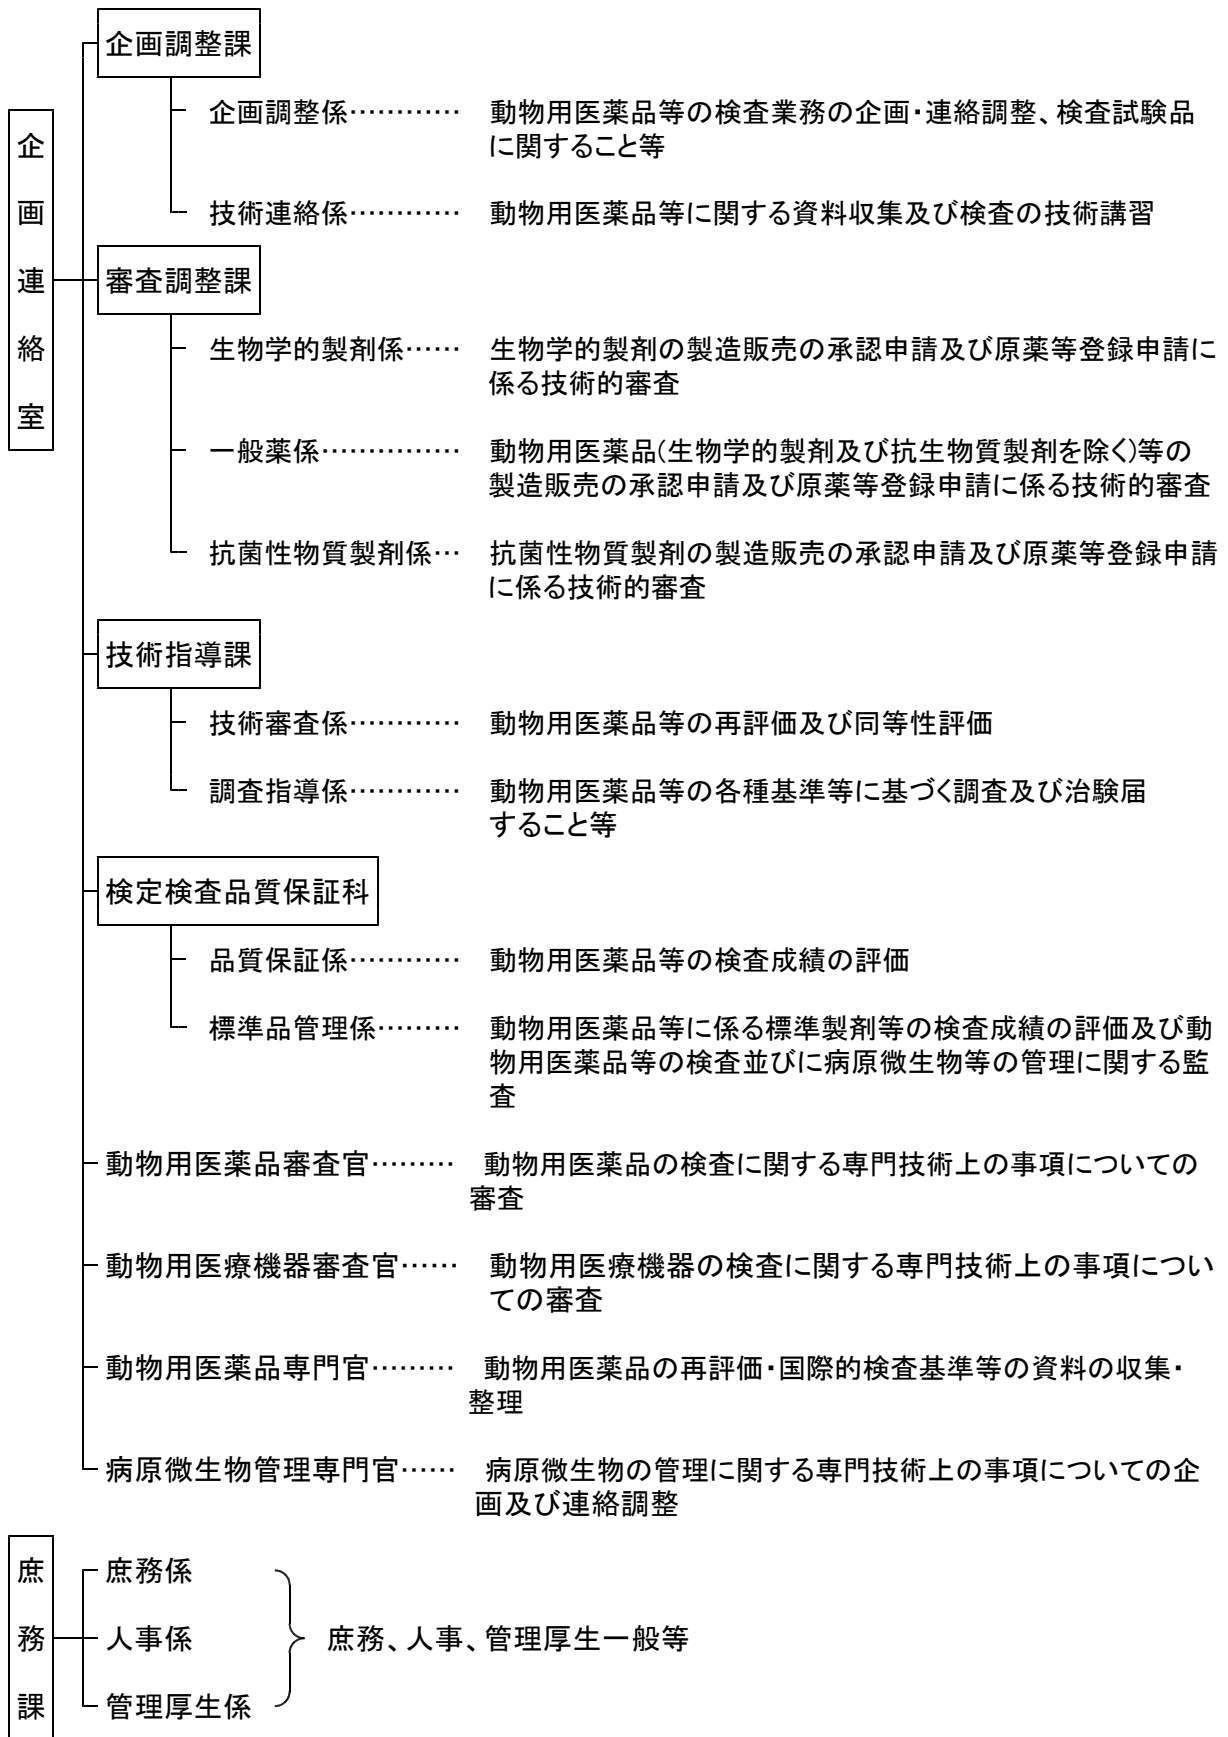 企画連絡室
企画調整課
企画調整係………… 動物用医薬品等の検査業務の企画・連絡調整、検査試験品
に関すること等
技術連絡係………… 動物用医薬品等に関する資料収集及び検査の技術講習
審査調整課
生物学的製剤係…… 生物学的製剤の製造販売の承認申請及び原薬等登録申請に
係る技術的審査
一般薬係…………… 動物用医薬品(生物学的製剤及び抗生物質製剤を除く)等の
製造販売の承認申請及び原薬等登録申請に係る技術的審査
抗菌性物質製剤係… 抗菌性物質製剤の製造販売の承認申請及び原薬等登録申請
に係る技術的審査
技術指導課
技術審査係………… 動物用医薬品等の再評価及び同等性評価
調査指導係………… 動物用医薬品等の各種基準等に基づく調査及び治験届
すること等
検定検査品質保証科
品質保証係………… 動物用医薬品等の検査成績の評価
標準品管理係……… 動物用医薬品等に係る標準製剤等の検査成績の評価及び動
物用医薬品等の検査並びに病原微生物等の管理に関する監
査
動物用医薬品審査官……… 動物用医薬品の検査に関する専門技術上の事項についての
審査
動物用医療機器審査官…… 動物用医療機器の検査に関する専門技術上の事項につい
ての審査
動物用医薬品専門官……… 動物用医薬品の再評価・国際的検査基準等の資料の収集・
整理
病原微生物管理専門官…… 病原微生物の管理に関する専門技術上の事項についての企
画及び連絡調整
庶務課
庶務係
人事係 庶務、人事、管理厚生一般等
管理厚生係